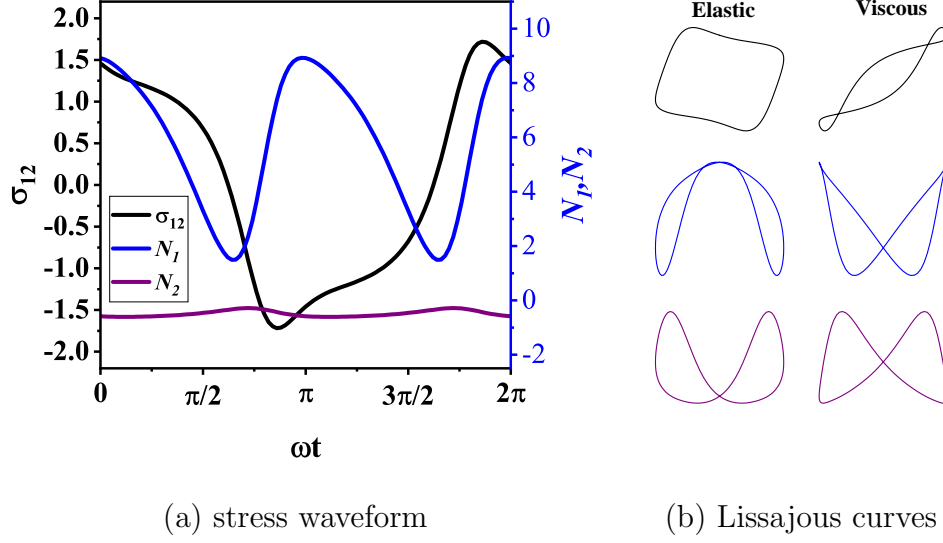 Elastic Viscous
2.0
1.5
1.0
0.5
0.0
-0.5
-1.0
-1.5
-2.0
σ12
σ12
N1
N2
10
8
6
4
2
0
-2
N1,N2
0 π/2 π 3π/2 2π
ωt
(a) stress waveform
(b) Lissajous curves